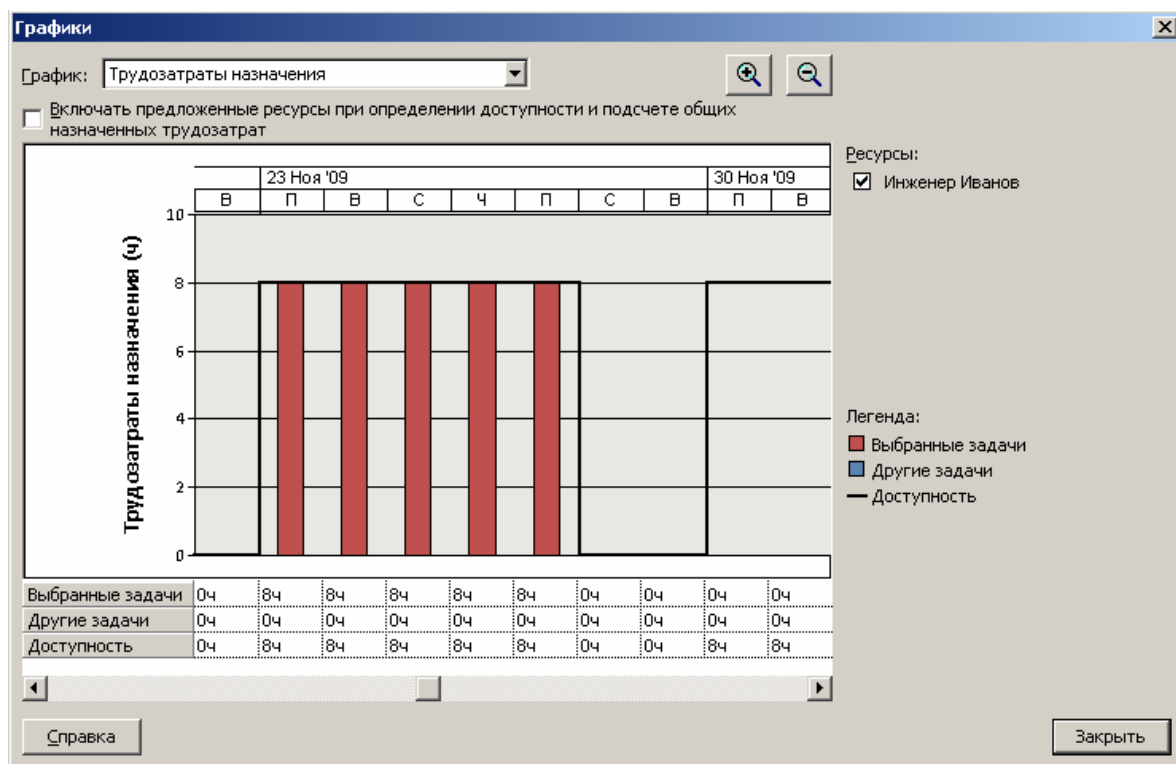 Графики
График: Трудозатраты назначения
Включать предложенные ресурсы при определении доступности и подсчете общих
назначенных трудозатрат
Ресурсы:
Инженер Иванов
23 Ноя '09 30 Ноя '09
В П В С Ч П С В П В
Трудозатраты назначения (ч)
10
8
6
4
2
0
Легенда:
Выбранные задачи
Другие задачи
Доступность
Выбранные задачи 0ч 8ч 8ч 8ч 8ч 8ч 0ч 0ч 0ч 0ч
Другие задачи 0ч 0ч 0ч 0ч 0ч 0ч 0ч 0ч 0ч 0ч
Доступность 0ч 8ч 8ч 8ч 8ч 8ч 0ч 0ч 8ч 8ч
Справка
Закрыть